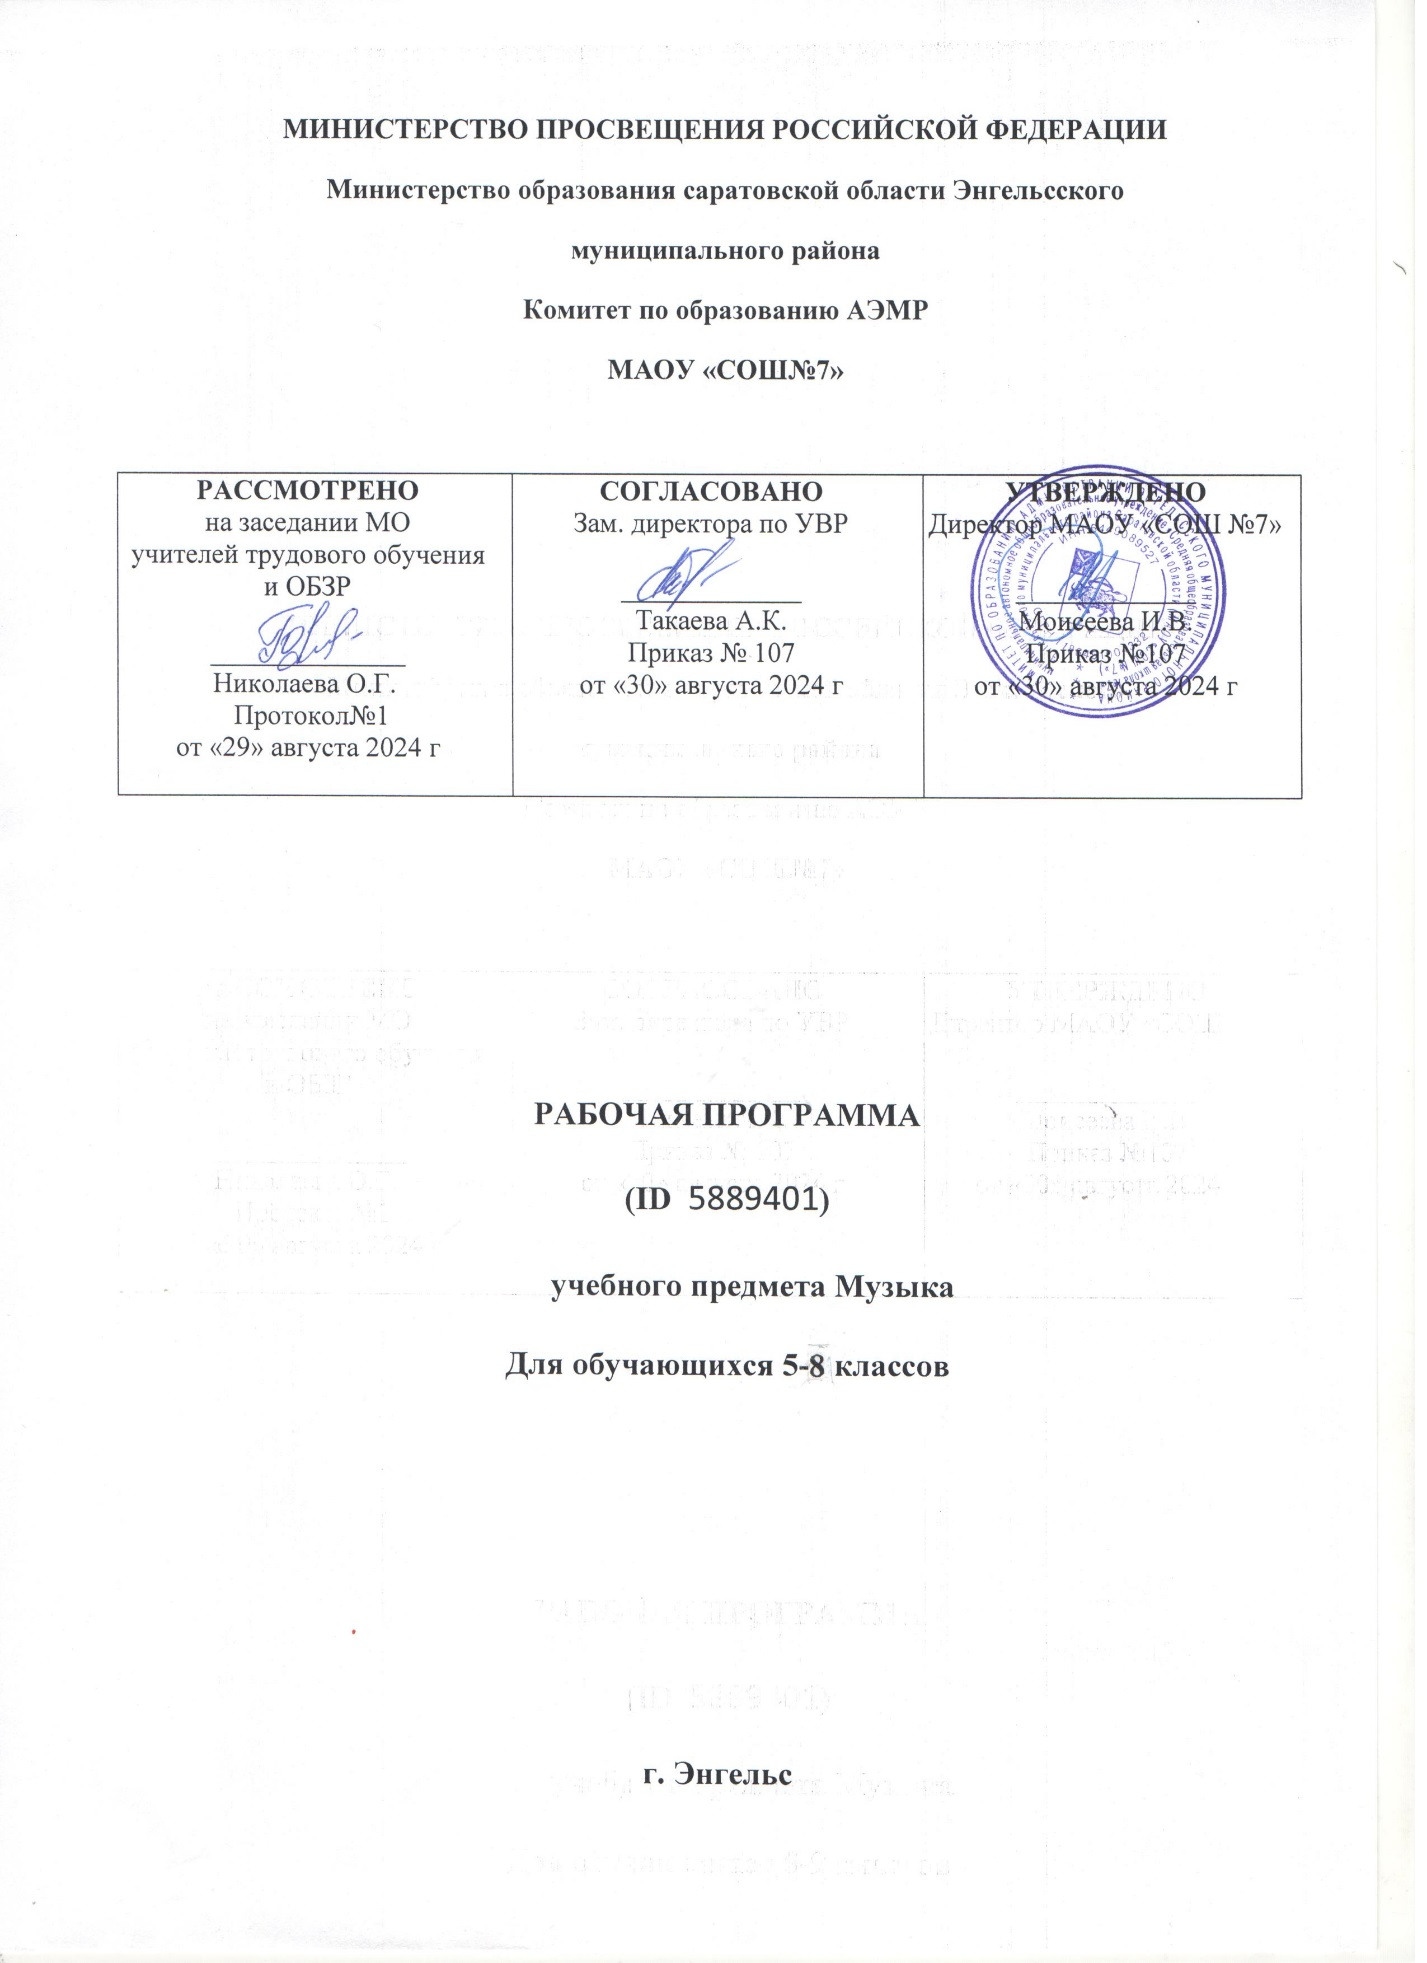 МИНИСТЕРСТВО ПРОСВЕЩЕНИЯ РОССИЙСКОЙ ФЕДЕРАЦИИ
Министерство образования саратовской области Энгельсского
муниципального района
Комитет по образованию АЭМР
МАОУ «СОШ№7»
РАССМОТРЕНО
на заседании МО
учителей трудового обучения
и ОБЗР
Николаева О.Г.
Протокол№1
от «29» августа 2024 г
СОГЛАСОВАНО
Зам. директора по УВР
Такаева А.К.
Приказ № 107
от «30» августа 2024 г
УТВЕРЖДЕНО
Директор МАОУ «СОШ №7»
Моисеева И.В.
Приказ №107
от «30» августа 2024 г
РАБОЧАЯ ПРОГРАММА
(ID 5889401)
учебного предмета Музыка
Для обучающихся 5-8 классов
г. Энгельс